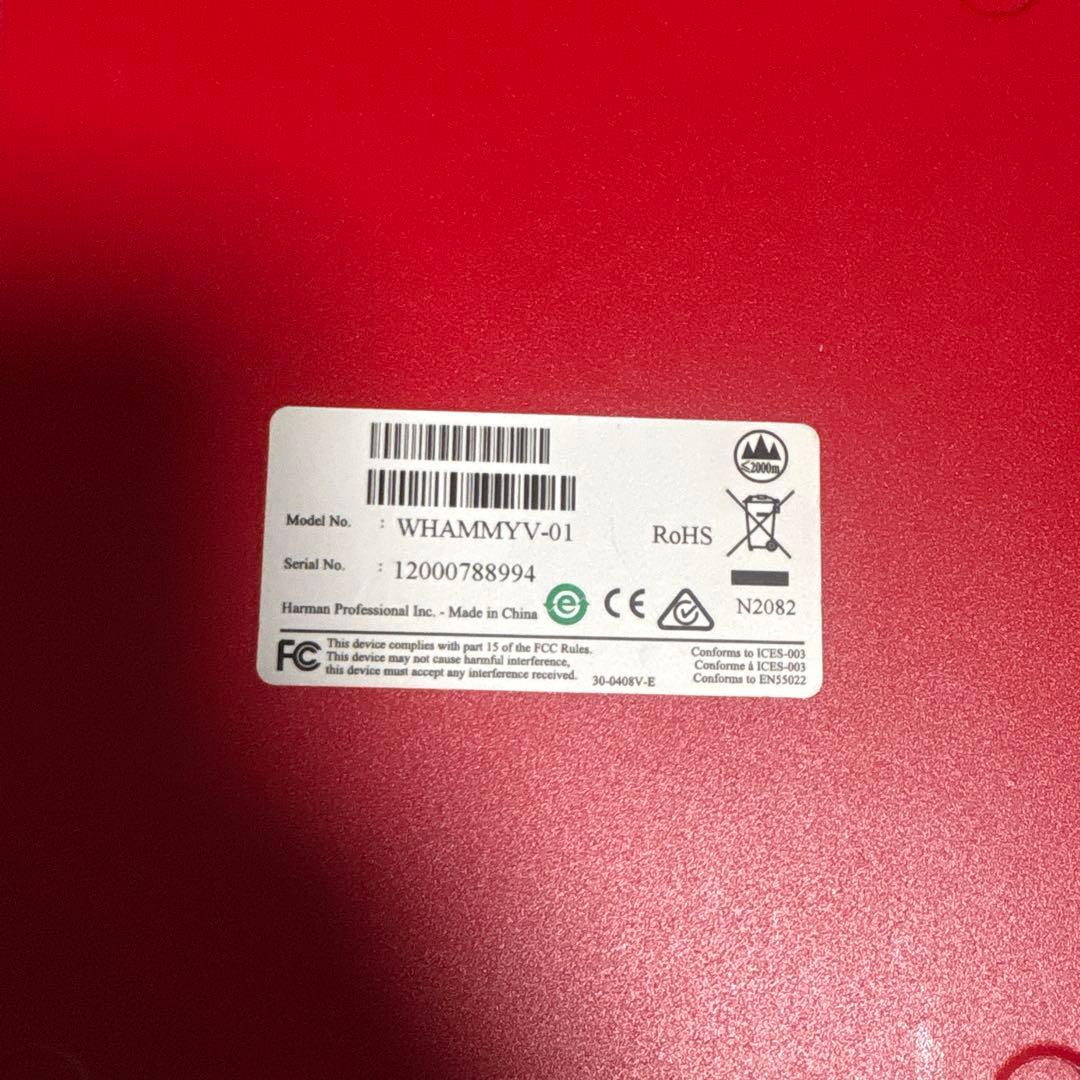 Model No. : WHAMMYV-01
Serial No. : 12000788994
Harman Professional Inc. - Made in China
e
CE
≤2000m
RoHS
N2082
FC
This device complies with part 15 of the FCC Rules.
This device may not cause harmful interference,
this device must accept any interference received.
30-0408V-E
Conforms to ICES-003
Conforme à ICES-003
Conforms to EN55022